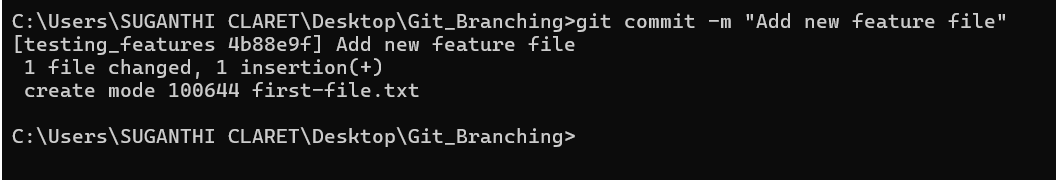 C:\Users\SUGANTHI CLARET\Desktop\Git_Branching>git commit -m "Add new feature file"
[testing_features 4b88e9f] Add new feature file
 1 file changed, 1 insertion(+)
 create mode 100644 first-file.txt
C:\Users\SUGANTHI CLARET\Desktop\Git_Branching>